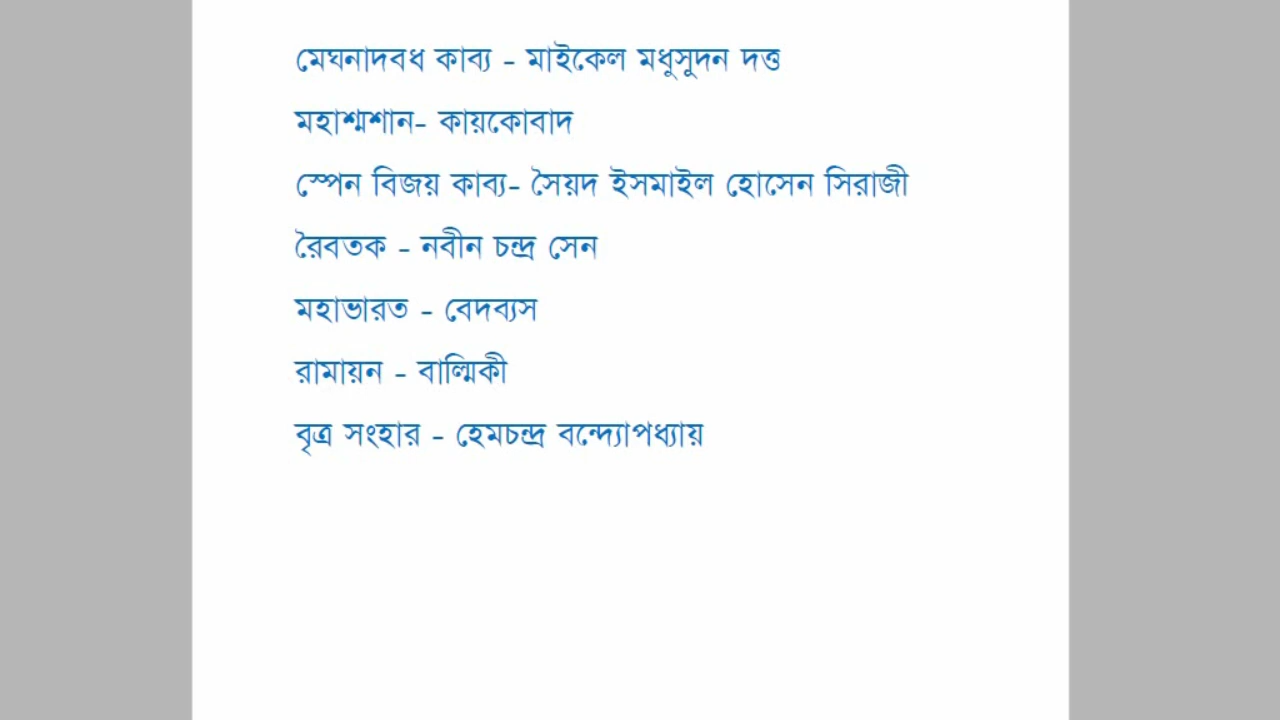 মেঘনাদবধ কাব্য - মাইকেল মধুসুদন দত্ত
মহাশ্মশান- কায়কোবাদ
স্পেন বিজয় কাব্য- সৈয়দ ইসমাইল হোসেন সিরাজী
রৈবতক - নবীন চন্দ্র সেন
মহাভারত - বেদব্যস
রামায়ন - বাল্মিকী
বৃত্র সংহার - হেমচন্দ্র বন্দ্যোপধ্যায়